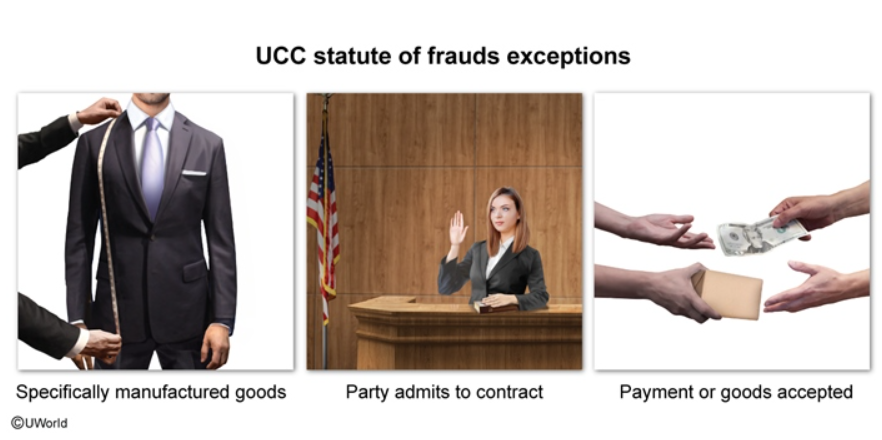 UCC statute of frauds exceptions
Specifically manufactured goods
Party admits to contract
Payment or goods accepted
©UWorld